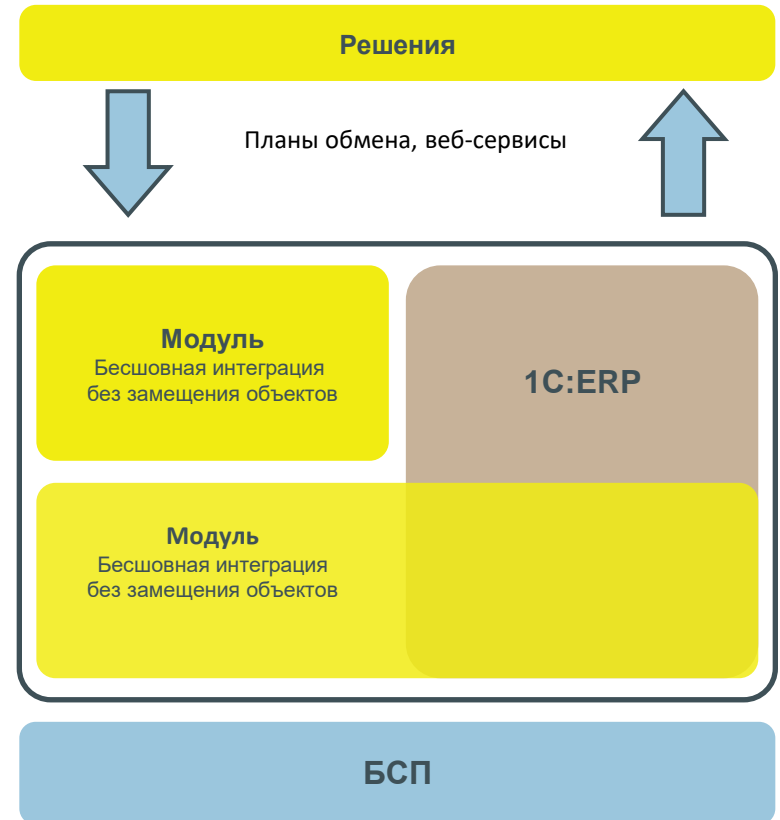 Решения
Планы обмена, веб-сервисы
Модуль
Бесшовная интеграция
без замещения объектов
1С:ERP
Модуль
Бесшовная интеграция
без замещения объектов
БСП